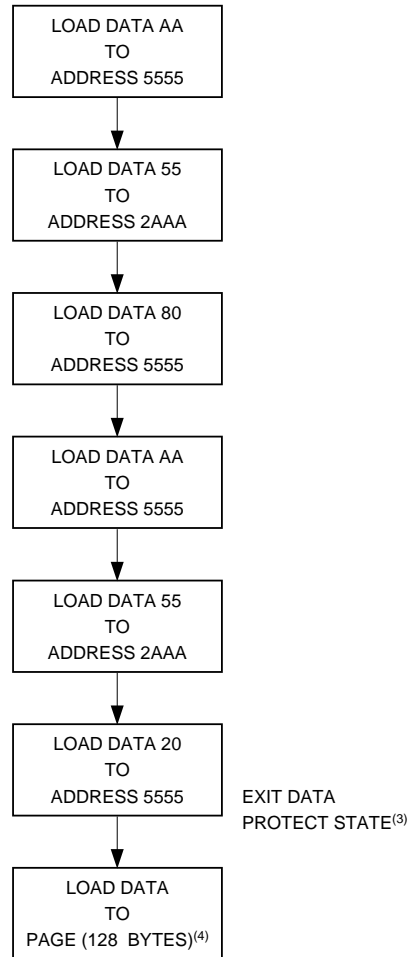 LOAD DATA AA
TO
ADDRESS 5555
LOAD DATA 55
TO
ADDRESS 2AAA
LOAD DATA 80
TO
ADDRESS 5555
LOAD DATA AA
TO
ADDRESS 5555
LOAD DATA 55
TO
ADDRESS 2AAA
LOAD DATA 20
TO
ADDRESS 5555
EXIT DATA
PROTECT STATE(3)
LOAD DATA
TO
PAGE (128 BYTES)(4)